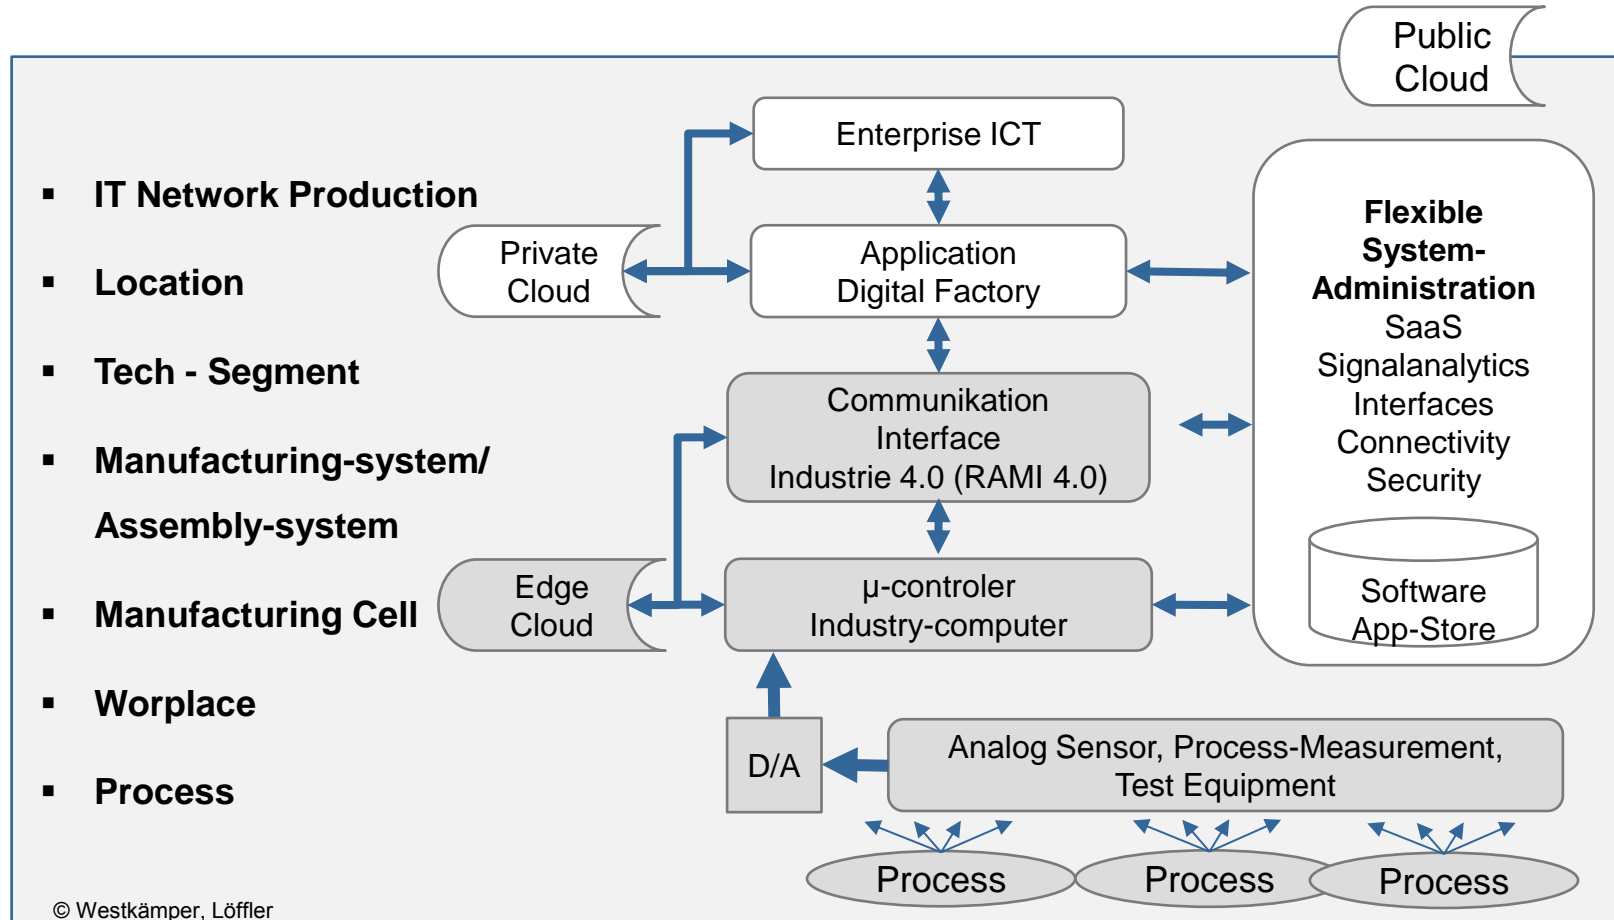 Public
Cloud
▪ IT Network Production
▪ Location
▪ Tech - Segment
▪ Manufacturing-system/
Assembly-system
▪ Manufacturing Cell
▪ Worplace
▪ Process
Enterprise ICT
Private
Cloud
Application
Digital Factory
Communikation
Interface
Industrie 4.0 (RAMI 4.0)
Edge
Cloud
µ-controler
Industry-computer
D/A
Analog Sensor, Process-Measurement,
Test Equipment
Process
Process
Process
Flexible
System-
Administration
SaaS
Signalanalytics
Interfaces
Connectivity
Security
Software
App-Store
© Westkämper, Löffler